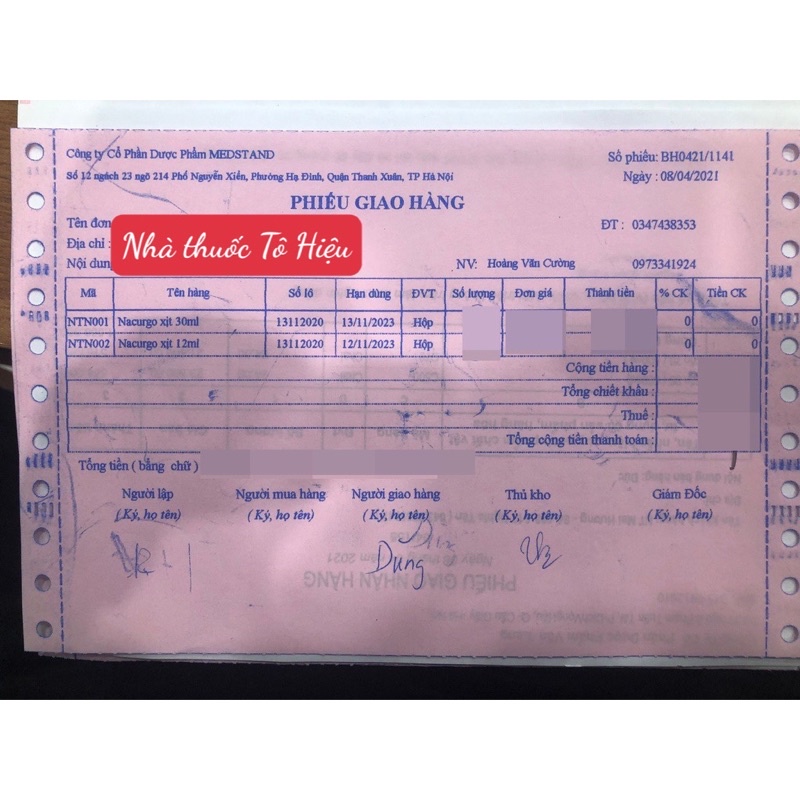 Công ty Cổ Phần Dược Phẩm MEDSTAND
Số phiếu: BH0421/1141
Số 12 ngách 23 ngõ 214 Phố Nguyễn Xiển, Phường Hạ Đình, Quận Thanh Xuân, TP Hà Nội
Ngày : 08/04/2021
PHIẾU GIAO HÀNG
Tên đơn
ĐT : 0347438353
Địa chỉ :
Nhà thuốc Tô Hiệu
Nội dung
NV: Hoàng Văn Cường 0973341924
Mã Tên hàng Số lô Hạn dùng ĐVT Số lượng Đơn giá Thành tiền % CK Tiền CK
NTN001 Nacurgo xịt 30ml 13112020 13/11/2023 Hộp 0 0
NTN002 Nacurgo xịt 12ml 13112020 12/11/2023 Hộp 0 0
Cộng tiền hàng :
Tổng chiết khấu :
Thuế :
Tổng cộng tiền thanh toán :
Tổng tiền ( bằng chữ )
Người lập Người mua hàng Người giao hàng Thủ kho Giám Đốc
( Ký, họ tên) ( Ký, họ tên) ( Ký, họ tên) ( Ký, họ tên) ( Ký, họ tên)
Dung
PHIẾU GIAO NHẬN HÀNG